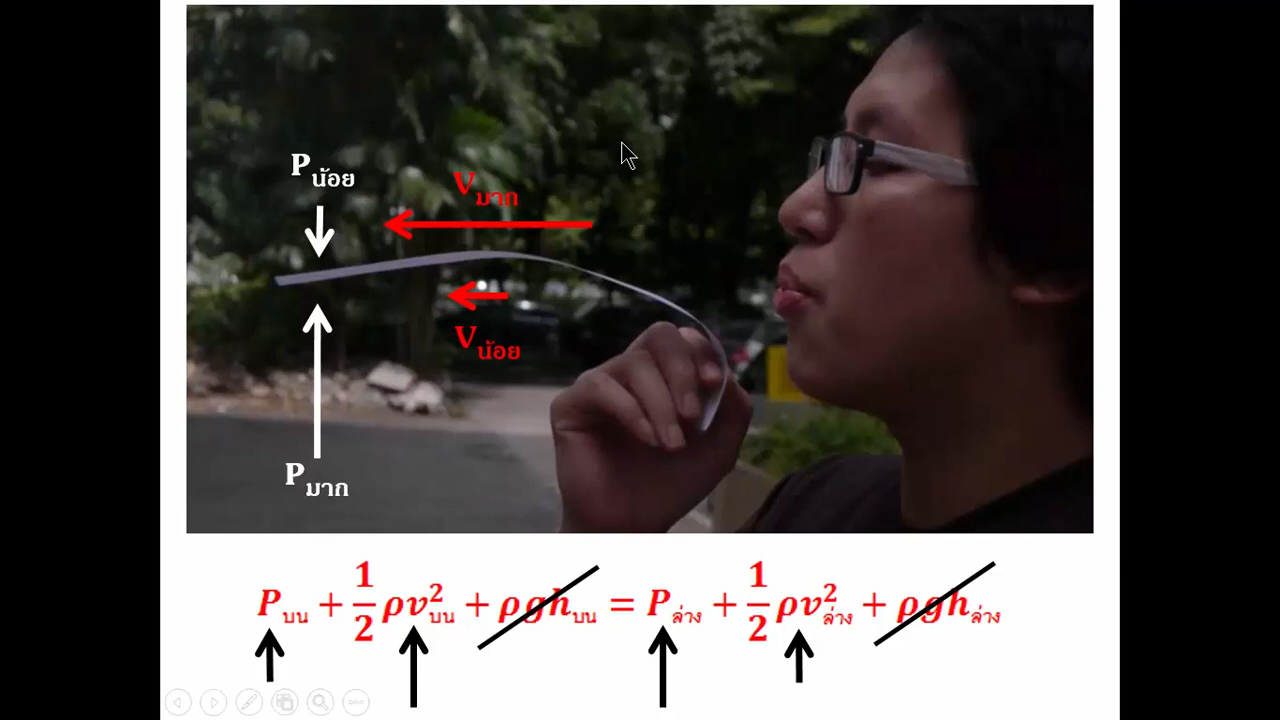 Pน้อย
vมาก
vน้อย
Pมาก
Pบน + 1/2 ρv²บน + ρghบน = Pล่าง + 1/2 ρv²ล่าง + ρghล่าง